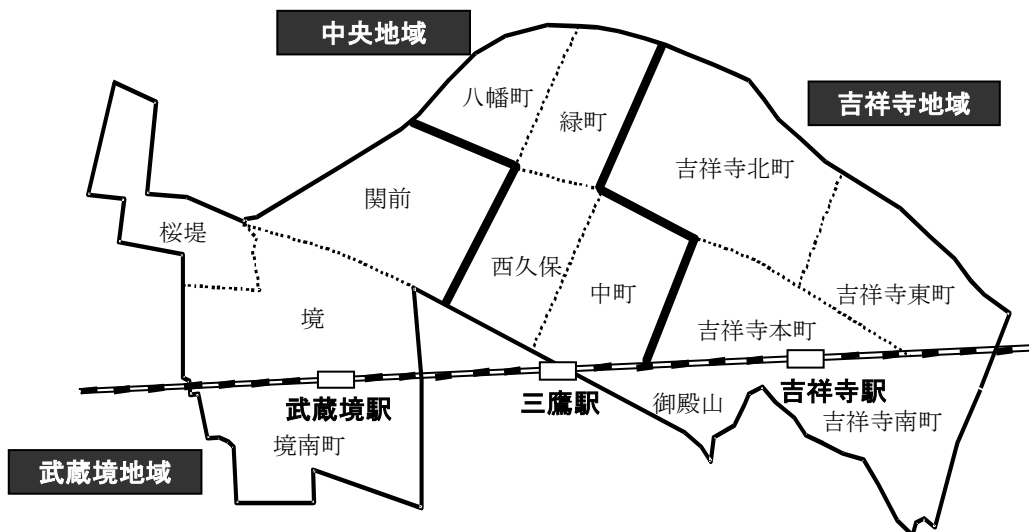 中央地域
吉祥寺地域
八幡町
緑町
吉祥寺北町
関前
桜堤
西久保
中町
吉祥寺東町
境
吉祥寺本町
武蔵境駅
三鷹駅
御殿山
吉祥寺駅
吉祥寺南町
境南町
武蔵境地域